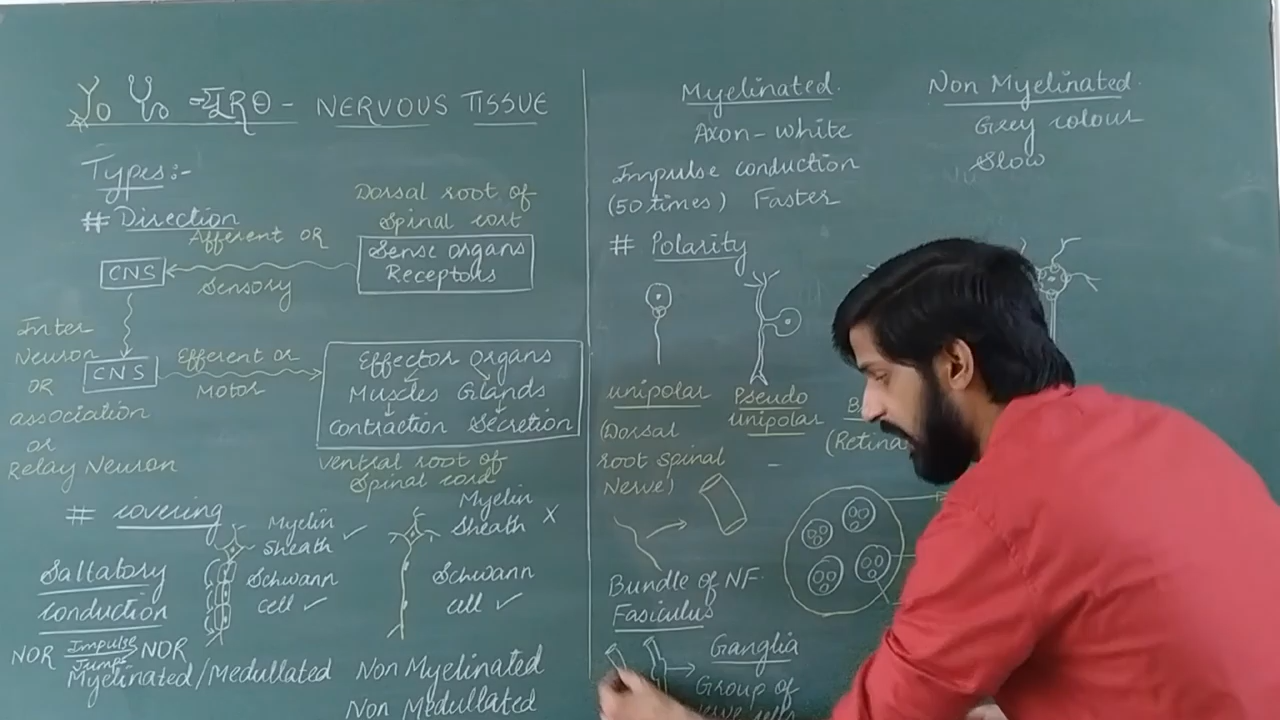 NERVOUS TISSUE
Types:-
# Direction
Dorsal root of
Spinal cort
Afferent OR
Sensory
CNS
Sense organs
Receptors
Inter
Neuron
OR
association
or
Relay Neuron
CNS
Efferent or
Motor
Effector Organs
Muscles Glands
Contraction Secretion
Ventral root of
Spinal cord
# covering
Myelin
Sheath ✓
Schwann
cell ✓
Myelin
Sheath X
Schwann
cell ✓
Saltatory
conduction
NOR Impulse Jumps NOR
Myelinated/Medullated
Non Myelinated
Non Medullated
Myelinated
Axon-white
Impulse conduction
(50 times) Faster
Non Myelinated
Grey colour
Slow
# Polarity
unipolar
(Dorsal
root spinal
Nerve)
Pseudo
unipolar
(Retina
Bundle of NF
Fasiculus
Ganglia
Group of